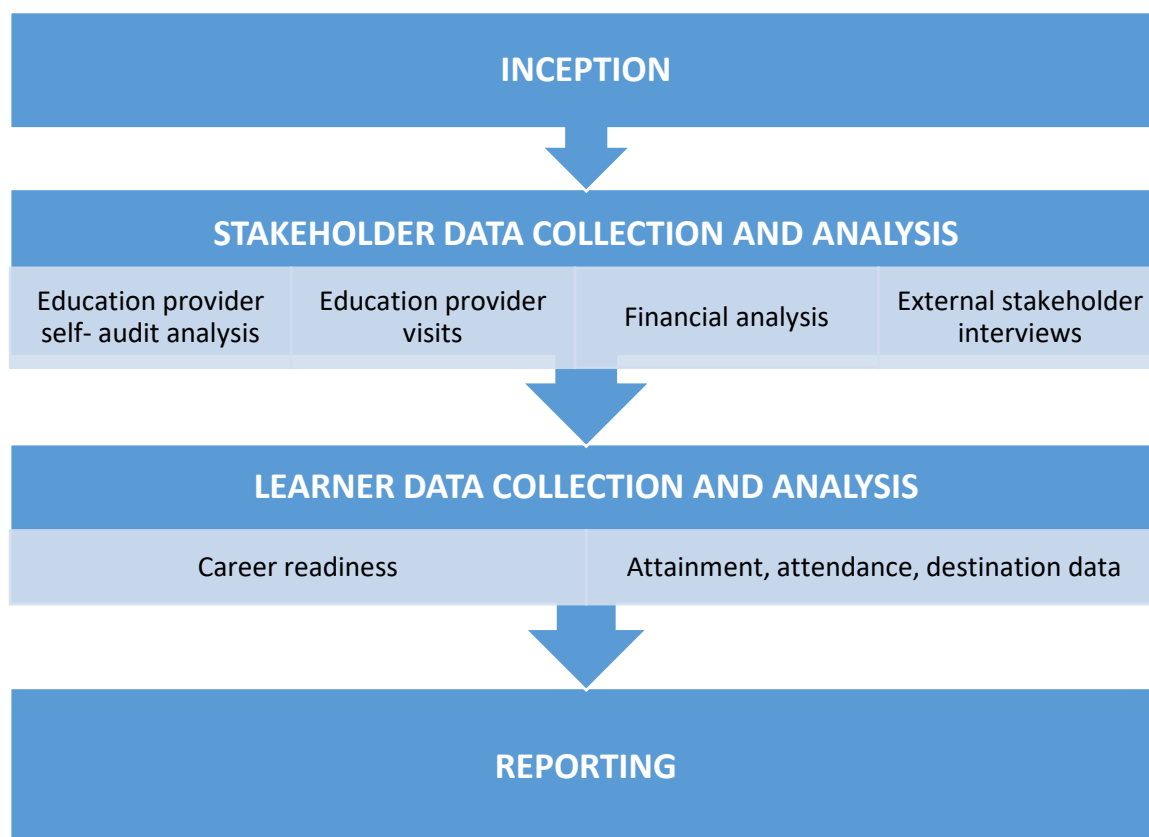 INCEPTION
STAKEHOLDER DATA COLLECTION AND ANALYSIS
Education provider
self- audit analysis
Education provider
visits
Financial analysis
External stakeholder
interviews
LEARNER DATA COLLECTION AND ANALYSIS
Career readiness
Attainment, attendance, destination data
REPORTING